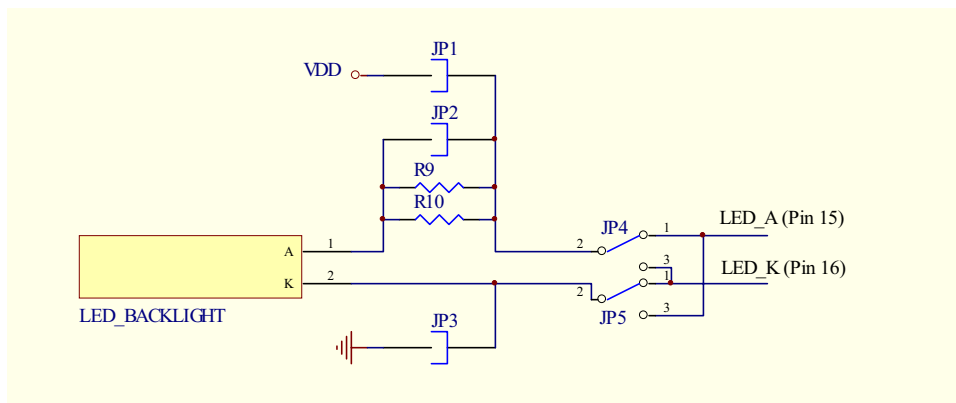 JP1
VDD
JP2
R9
R10
LED_A (Pin 15)
JP4
1
A
1
2
3
LED_K (Pin 16)
K
2
1
2
LED_BACKLIGHT
JP3
JP5
3